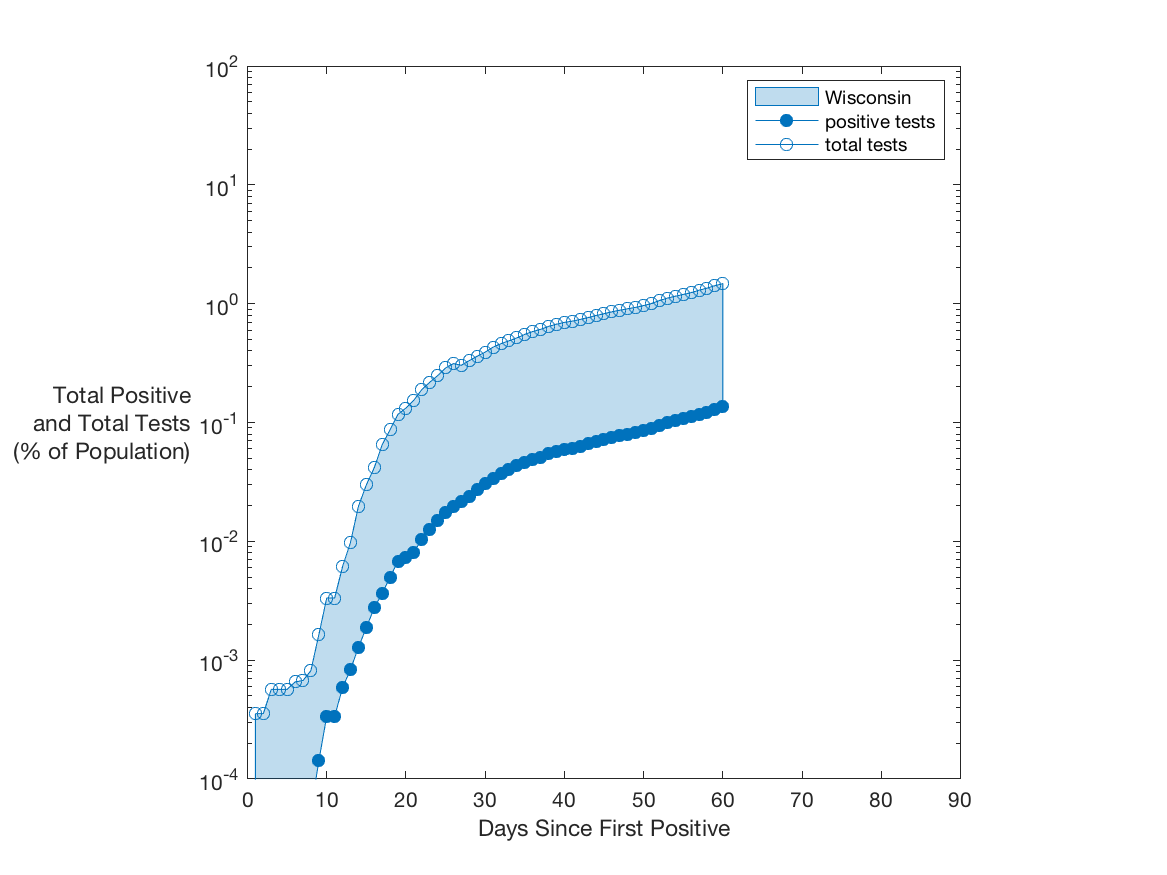 10^2
10^1
10^0
10^-1
10^-2
10^-3
10^-4
Total Positive
and Total Tests
(% of Population)
Wisconsin
positive tests
total tests
0 10 20 30 40 50 60 70 80 90
Days Since First Positive